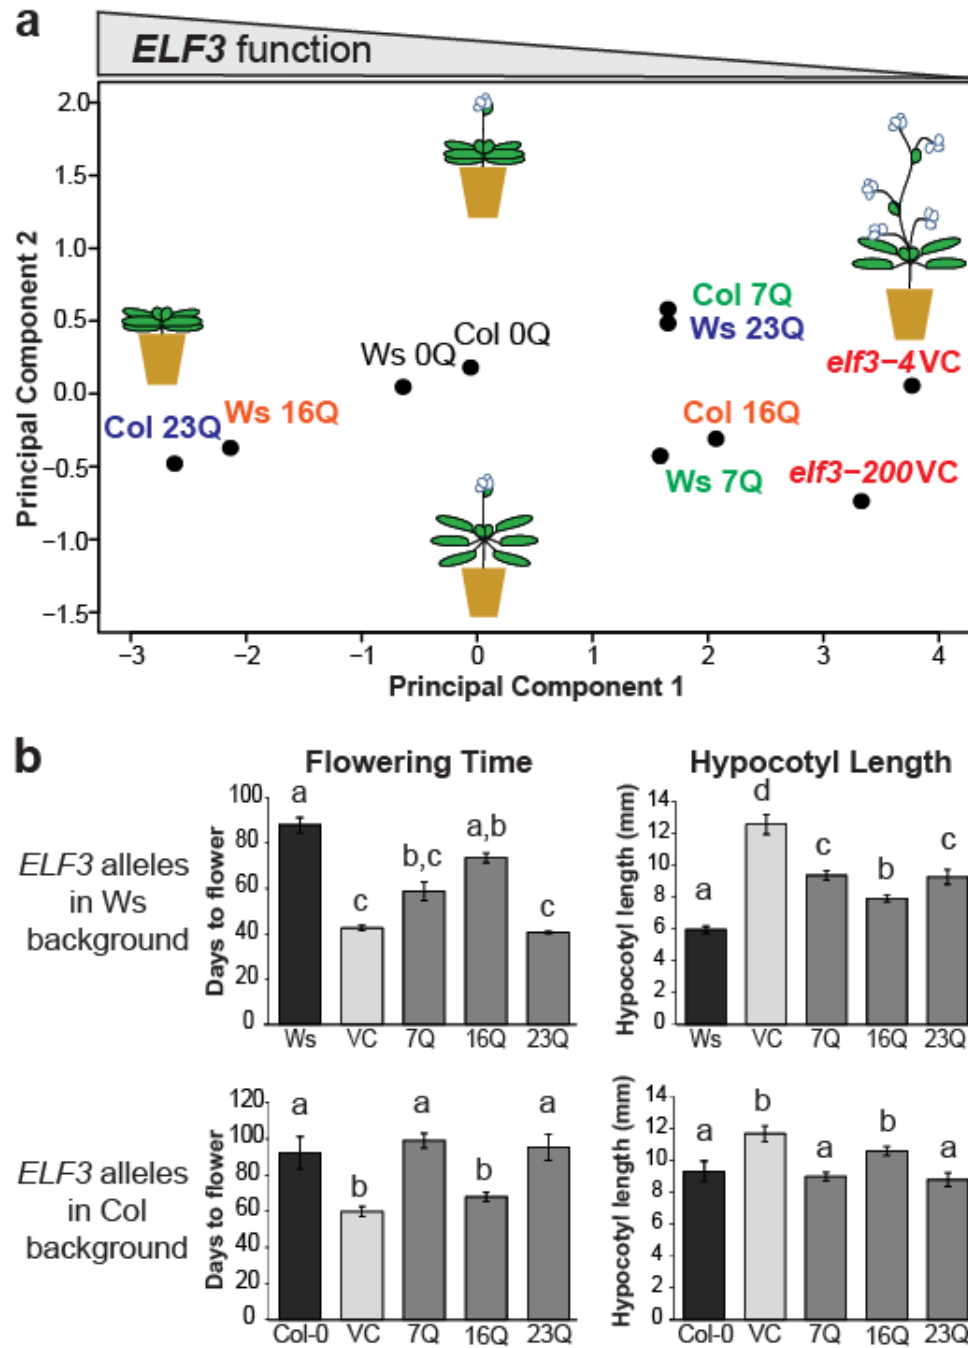 a
ELF3 function
Principal Component 2
2.0
1.5
1.0
0.5
0.0
−0.5
−1.0
−1.5
Col 7Q
Ws 23Q
Col 0Q
Ws 0Q
elf3−4 VC
Ws 16Q
Col 23Q
Col 16Q
Ws 7Q
elf3−200 VC
−3 −2 −1 0 1 2 3 4
Principal Component 1
b
Flowering Time
Hypocotyl Length
ELF3 alleles
in Ws
background
Days to flower
100
80
60
40
20
0
a c b,c a,b c
Ws VC 7Q 16Q 23Q
Hypocotyl length (mm)
14
12
10
8
6
4
2
0
a d c b c
Ws VC 7Q 16Q 23Q
ELF3 alleles
in Col
background
Days to flower
120
100
80
60
40
20
0
a b a b a
Col-0 VC 7Q 16Q 23Q
Hypocotyl length (mm)
14
12
10
8
6
4
2
0
a b a b a
Col-0 VC 7Q 16Q 23Q